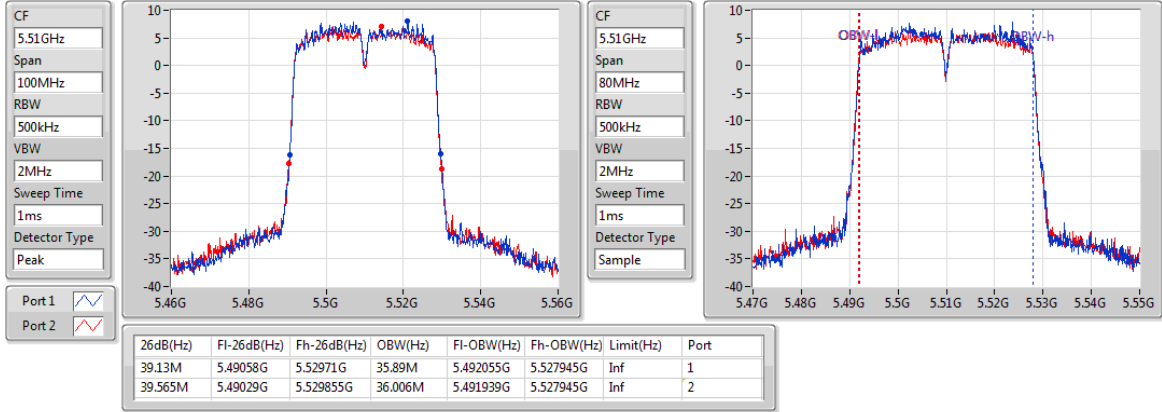 CF
5.51GHz
Span
100MHz
RBW
500kHz
VBW
2MHz
Sweep Time
1ms
Detector Type
Peak
Port 1
Port 2
10
5
0
-5
-10
-15
-20
-25
-30
-35
-40
5.46G 5.48G 5.5G 5.52G 5.54G 5.56G
CF
5.51GHz
Span
80MHz
RBW
500kHz
VBW
2MHz
Sweep Time
1ms
Detector Type
Sample
10
5
0
-5
-10
-15
-20
-25
-30
-35
-40
OBW-l OBW-h
5.47G 5.48G 5.49G 5.5G 5.51G 5.52G 5.53G 5.54G 5.55G
26dB(Hz) Fl-26dB(Hz) Fh-26dB(Hz) OBW(Hz) Fl-OBW(Hz) Fh-OBW(Hz) Limit(Hz) Port
39.13M 5.49058G 5.52971G 35.89M 5.492055G 5.527945G Inf 1
39.565M 5.49029G 5.529855G 36.006M 5.491939G 5.527945G Inf 2